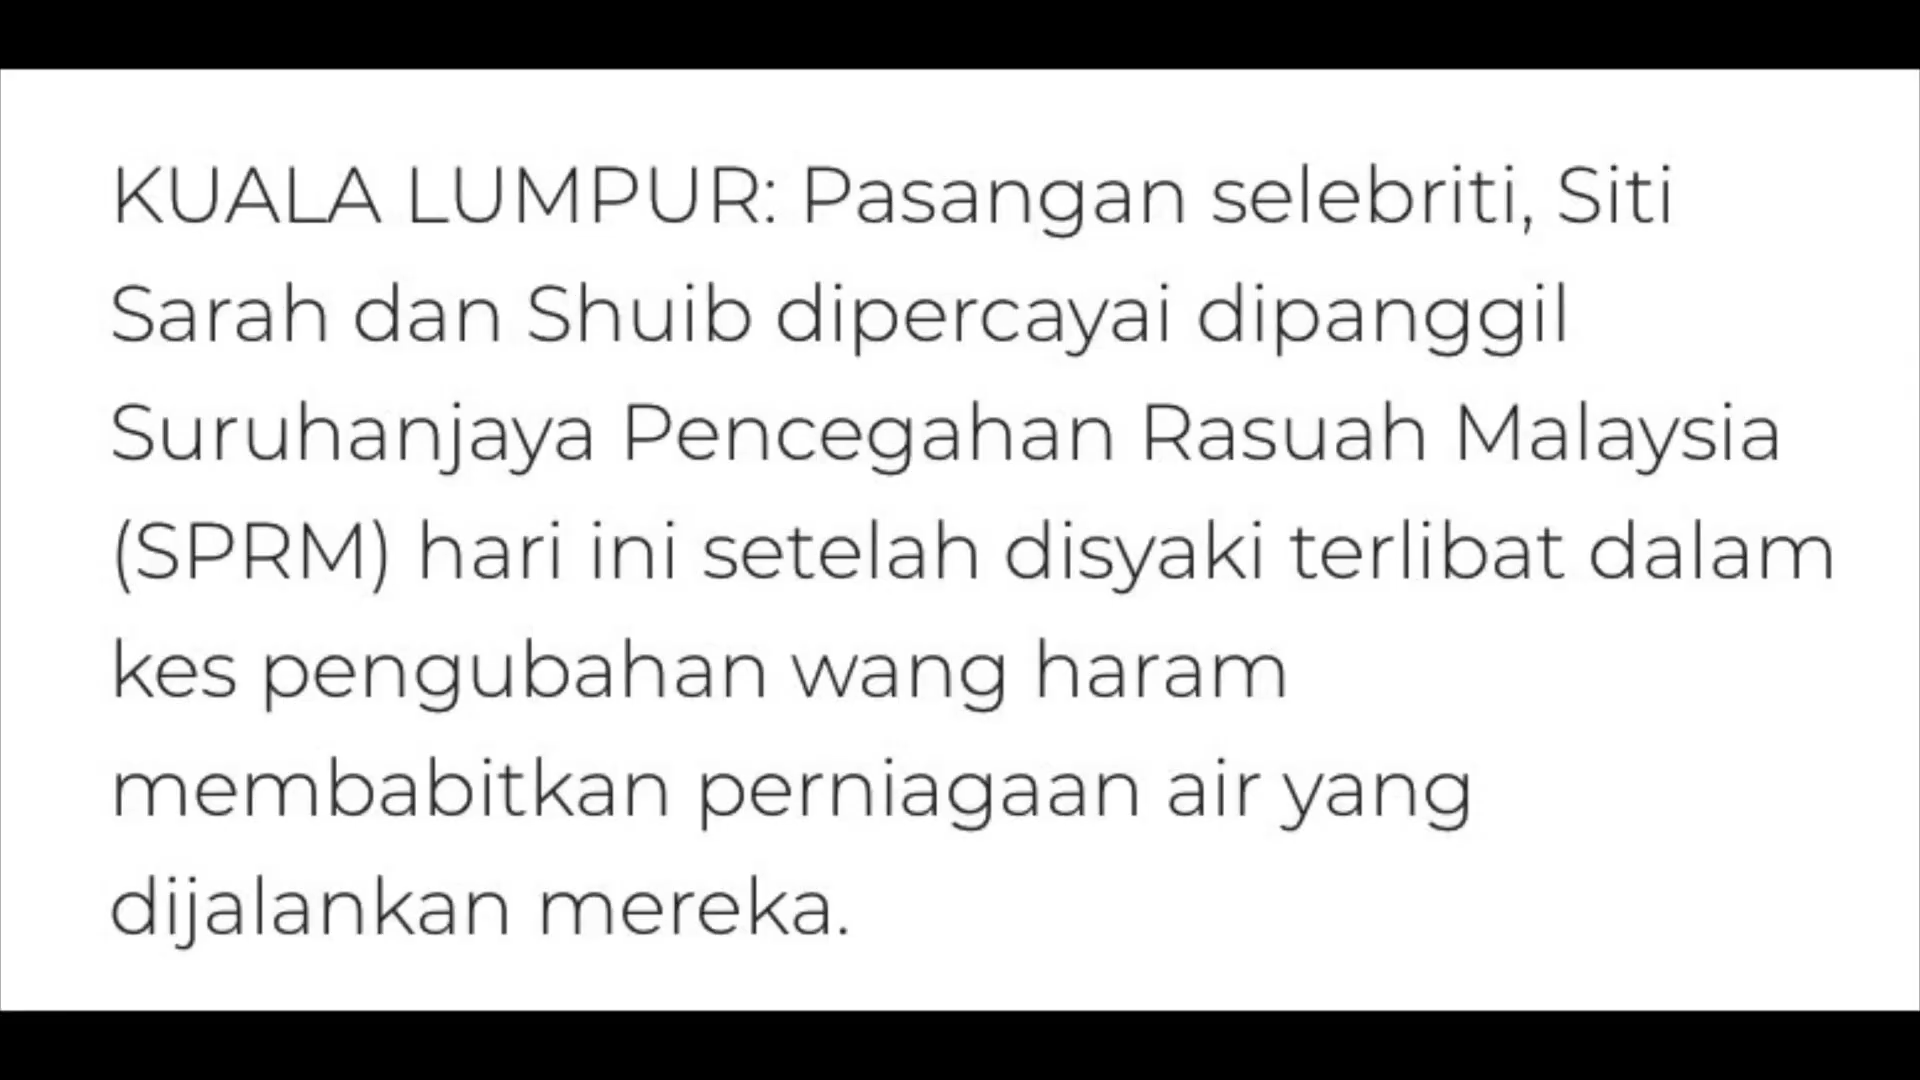 KUALA LUMPUR: Pasangan selebriti, Siti
Sarah dan Shuib dipercayai dipanggil
Suruhanjaya Pencegahan Rasuah Malaysia
(SPRM) hari ini setelah disyaki terlibat dalam
kes pengubahan wang haram
membabitkan perniagaan air yang
dijalankan mereka.